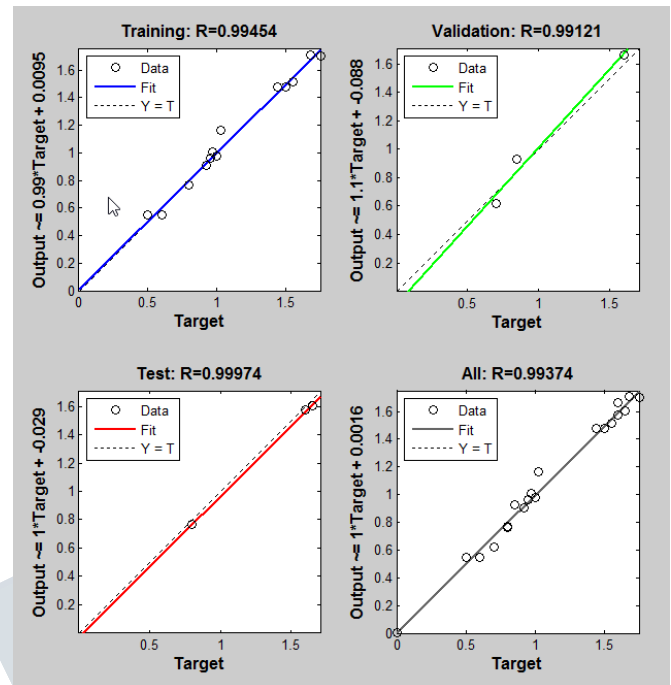 Training: R=0.99454
Output ~= 0.99*Target + 0.0095
Data
Fit
Y = T
1.6
1.4
1.2
1
0.8
0.6
0.4
0.2
0
0
0.5
1
1.5
Target
Validation: R=0.99121
Output ~= 1.1*Target + -0.088
Data
Fit
Y = T
1.6
1.4
1.2
1
0.8
0.6
0.4
0.2
0.5
1
1.5
Target
Test: R=0.99974
Output ~= 1*Target + -0.029
Data
Fit
Y = T
1.6
1.4
1.2
1
0.8
0.6
0.4
0.2
0.5
1
1.5
Target
All: R=0.99374
Output ~= 1*Target + 0.0016
Data
Fit
Y = T
1.6
1.4
1.2
1
0.8
0.6
0.4
0.2
0
0
0.5
1
1.5
Target